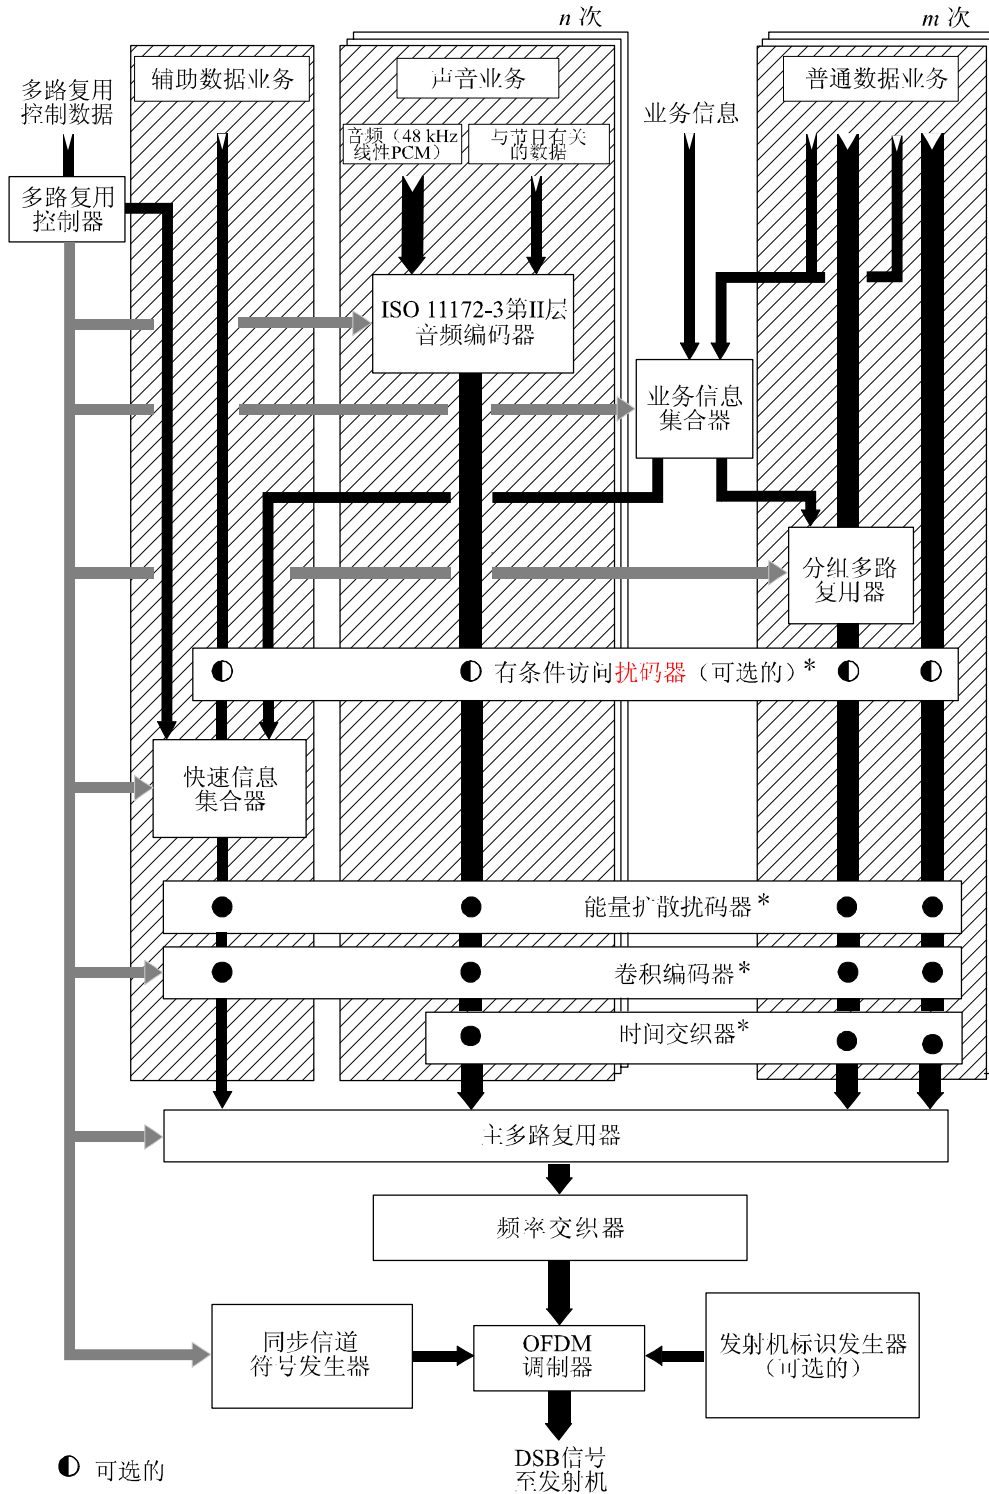 n 次
m 次
辅助数据业务
声音业务
普通数据业务
多路复用
控制数据
业务信息
音频（48 kHz
线性PCM）
与节目有关
的数据
多路复用
控制器
ISO 11172-3第II层
音频编码器
业务信息
集合器
分组多路
复用器
有条件访问扰码器（可选的）*
快速信息
集合器
能量扩散扰码器*
卷积编码器*
时间交织器*
主多路复用器
频率交织器
同步信道
符号发生器
OFDM
调制器
发射机标识发生器
（可选的）
DSB信号
至发射机
可选的